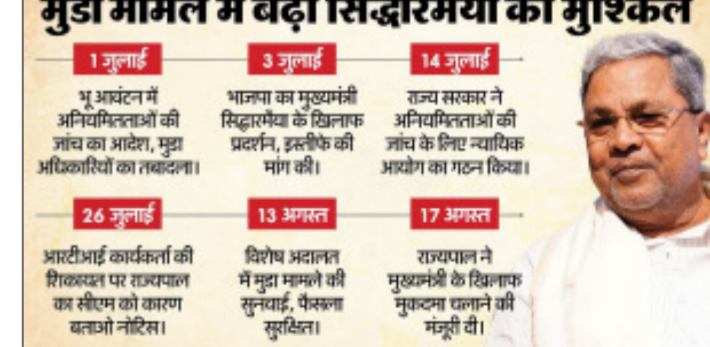 मुडा मामले में बढ़ी सिद्धारमैया की मुश्किलें
1 जुलाई
भू आवंटन में
अनियमितताओं की
जांच का आदेश, मुडा
अधिकारियों का तबादला।
3 जुलाई
भाजपा का मुख्यमंत्री
सिद्धारमैया के खिलाफ
प्रदर्शन, इस्तीफे की
मांग की।
14 जुलाई
राज्य सरकार ने
अनियमितताओं की
जांच के लिए न्यायिक
आयोग का गठन किया।
26 जुलाई
आरटीआई कार्यकर्ता की
शिकायत पर राज्यपाल
का सीएम को कारण
बताओ नोटिस।
13 अगस्त
विशेष अदालत
में मुडा मामले की
सुनवाई, फैसला
सुरक्षित।
17 अगस्त
राज्यपाल ने
मुख्यमंत्री के खिलाफ
मुकदमा चलाने की
मंजूरी दी।